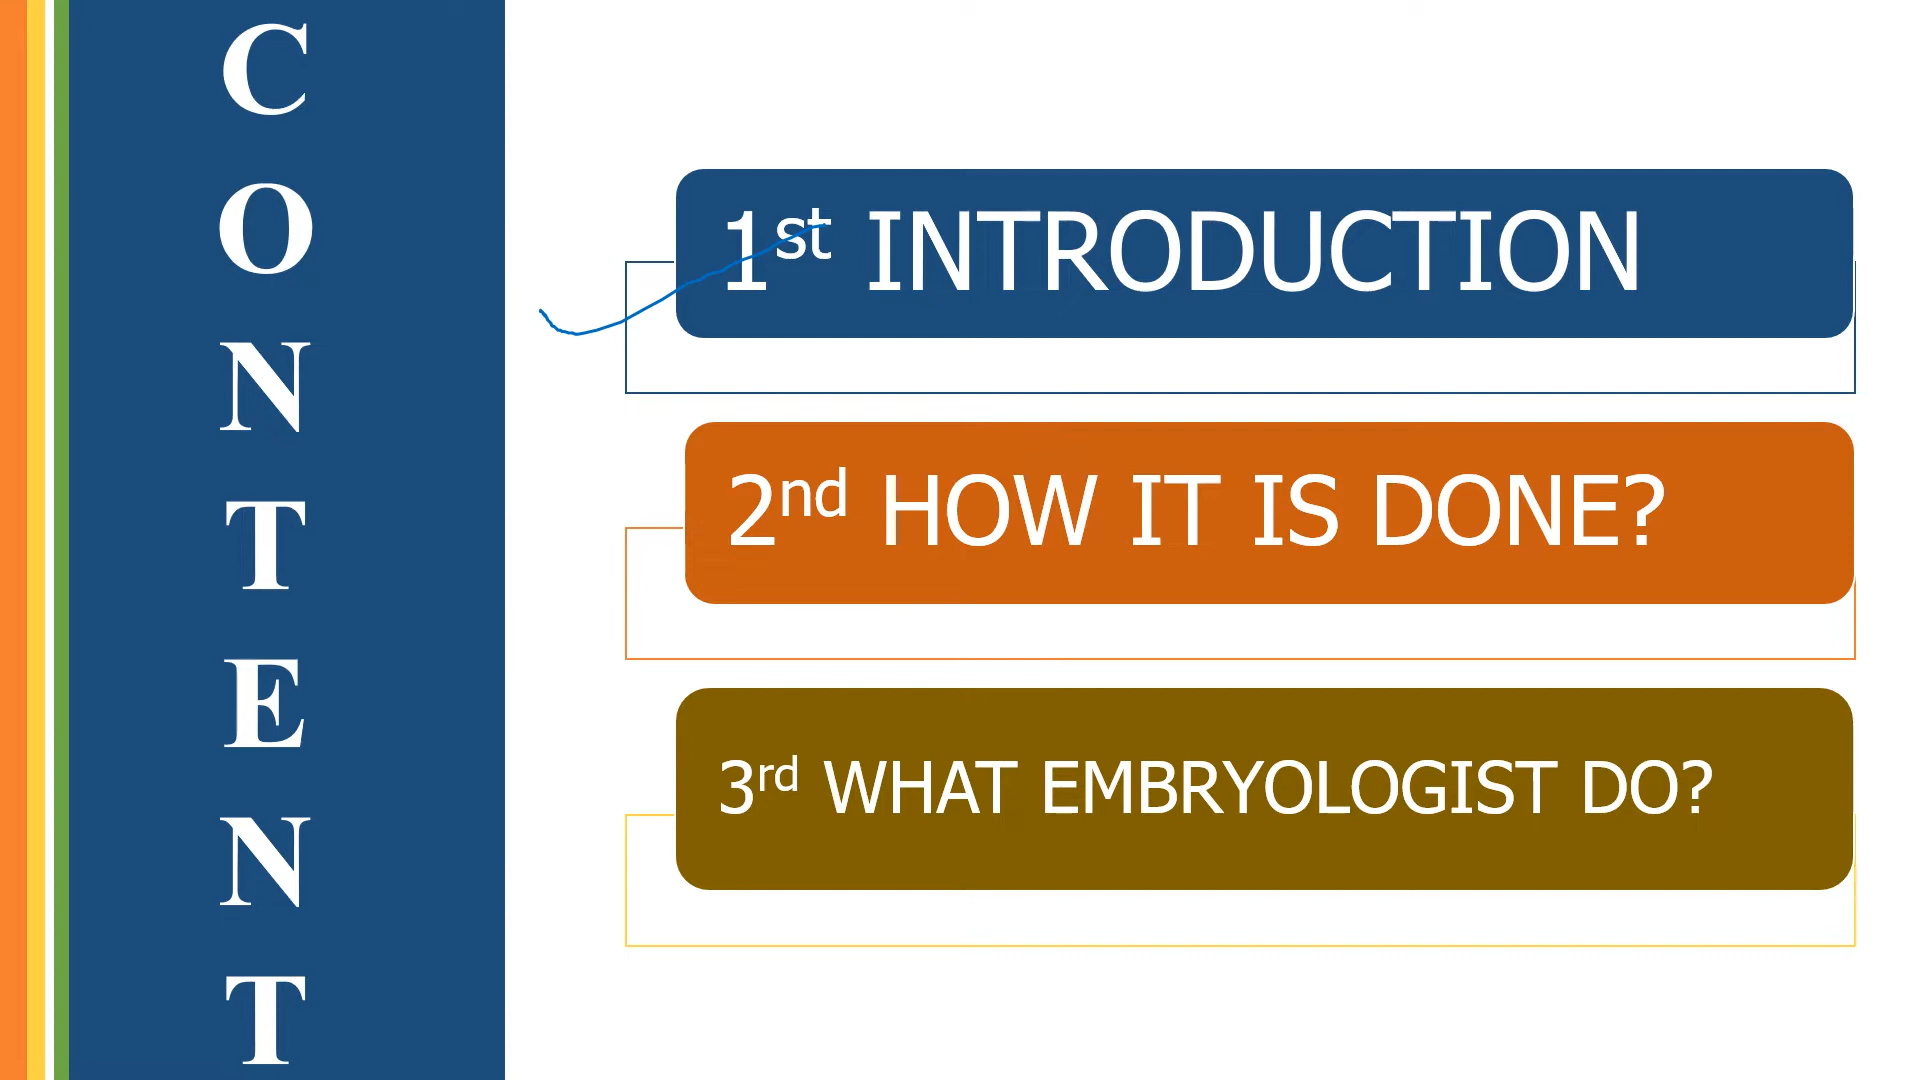 CONTENT
1st INTRODUCTION
2nd HOW IT IS DONE?
3rd WHAT EMBRYOLOGIST DO?